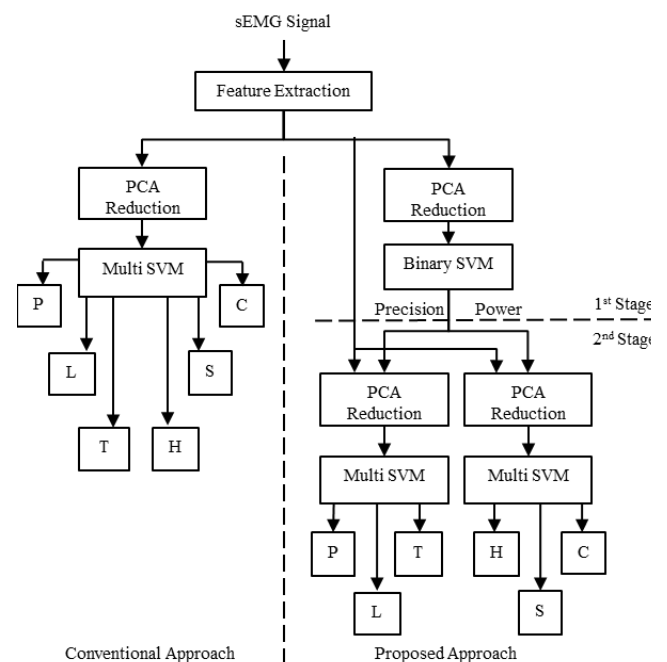 sEMG Signal
Feature Extraction
PCA
Reduction
Multi SVM
P
C
L
S
T
H
PCA
Reduction
Binary SVM
Precision
Power
1st Stage
2nd Stage
PCA
Reduction
PCA
Reduction
Multi SVM
Multi SVM
P
T
H
C
L
S
Conventional Approach
Proposed Approach